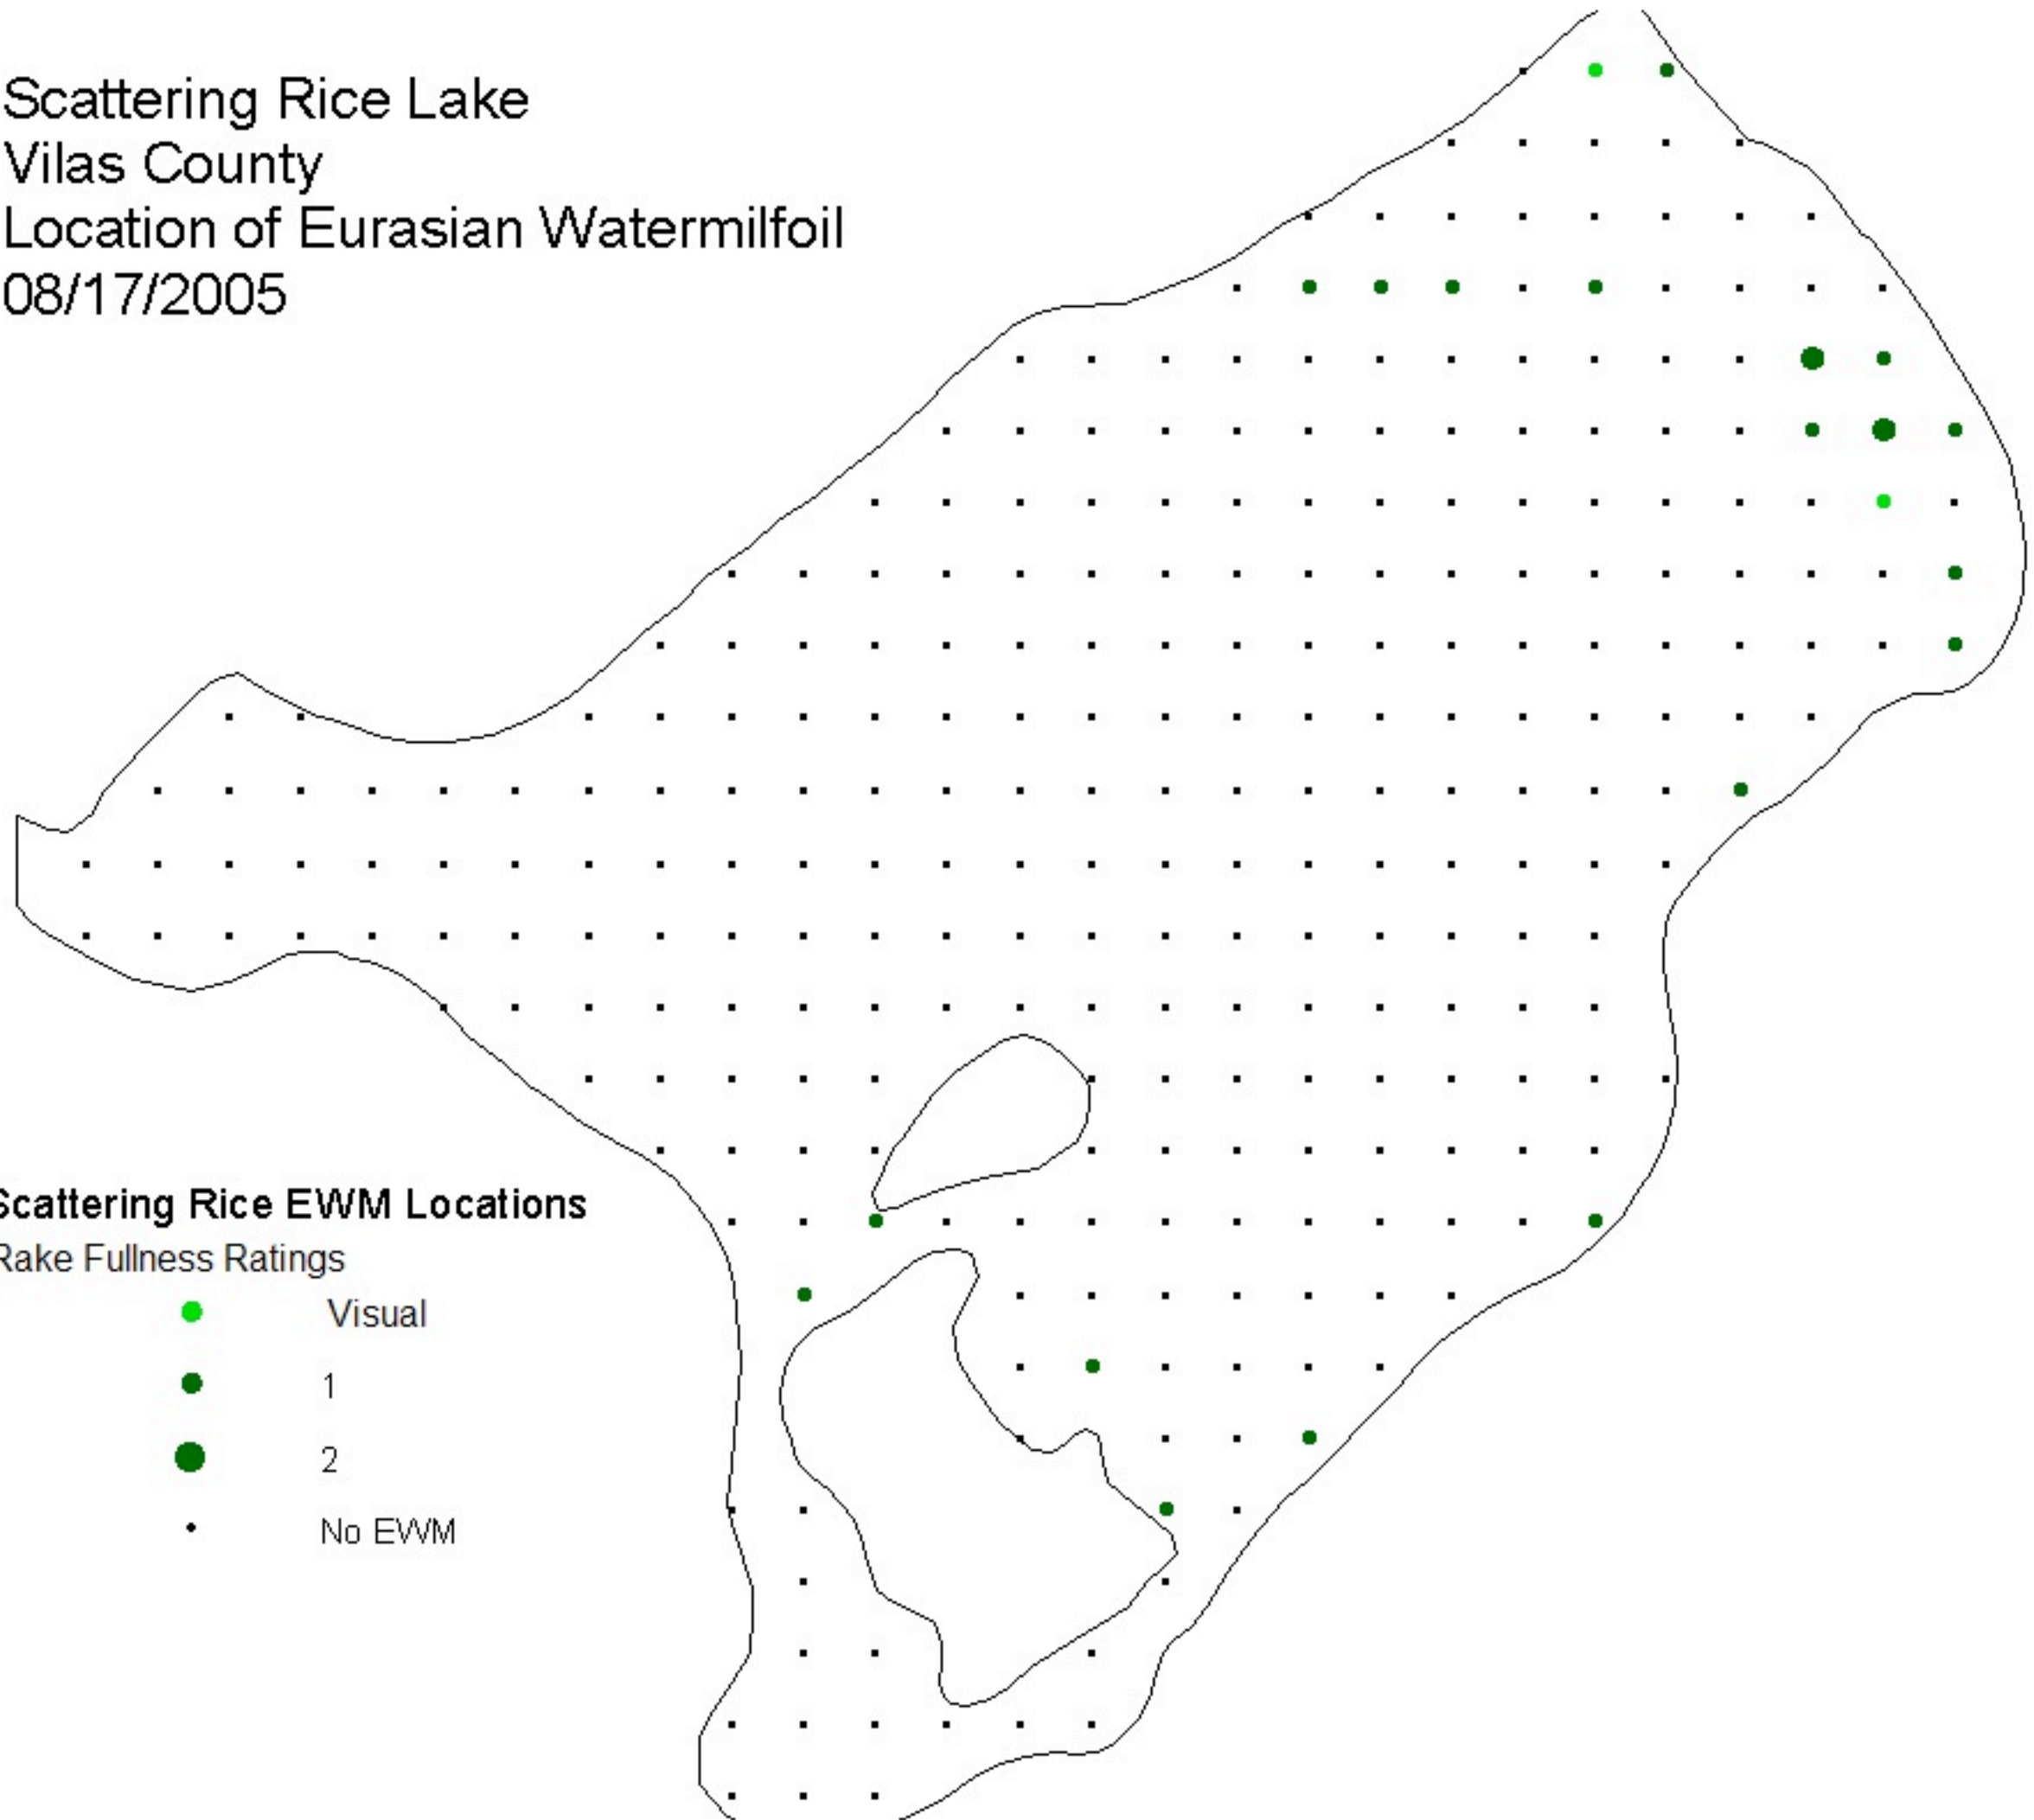 Scattering Rice Lake
Vilas County
Location of Eurasian Watermilfoil
08/17/2005
Scattering Rice EWM Locations
Rake Fullness Ratings
Visual
1
2
No EWM